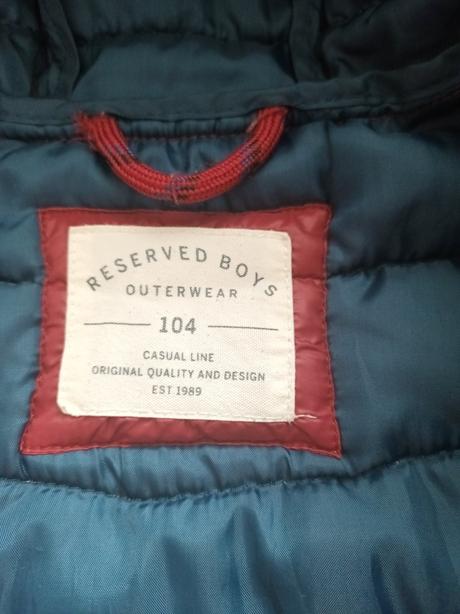 RESERVED BOYS
OUTERWEAR
104
CASUAL LINE
ORIGINAL QUALITY AND DESIGN
EST 1989